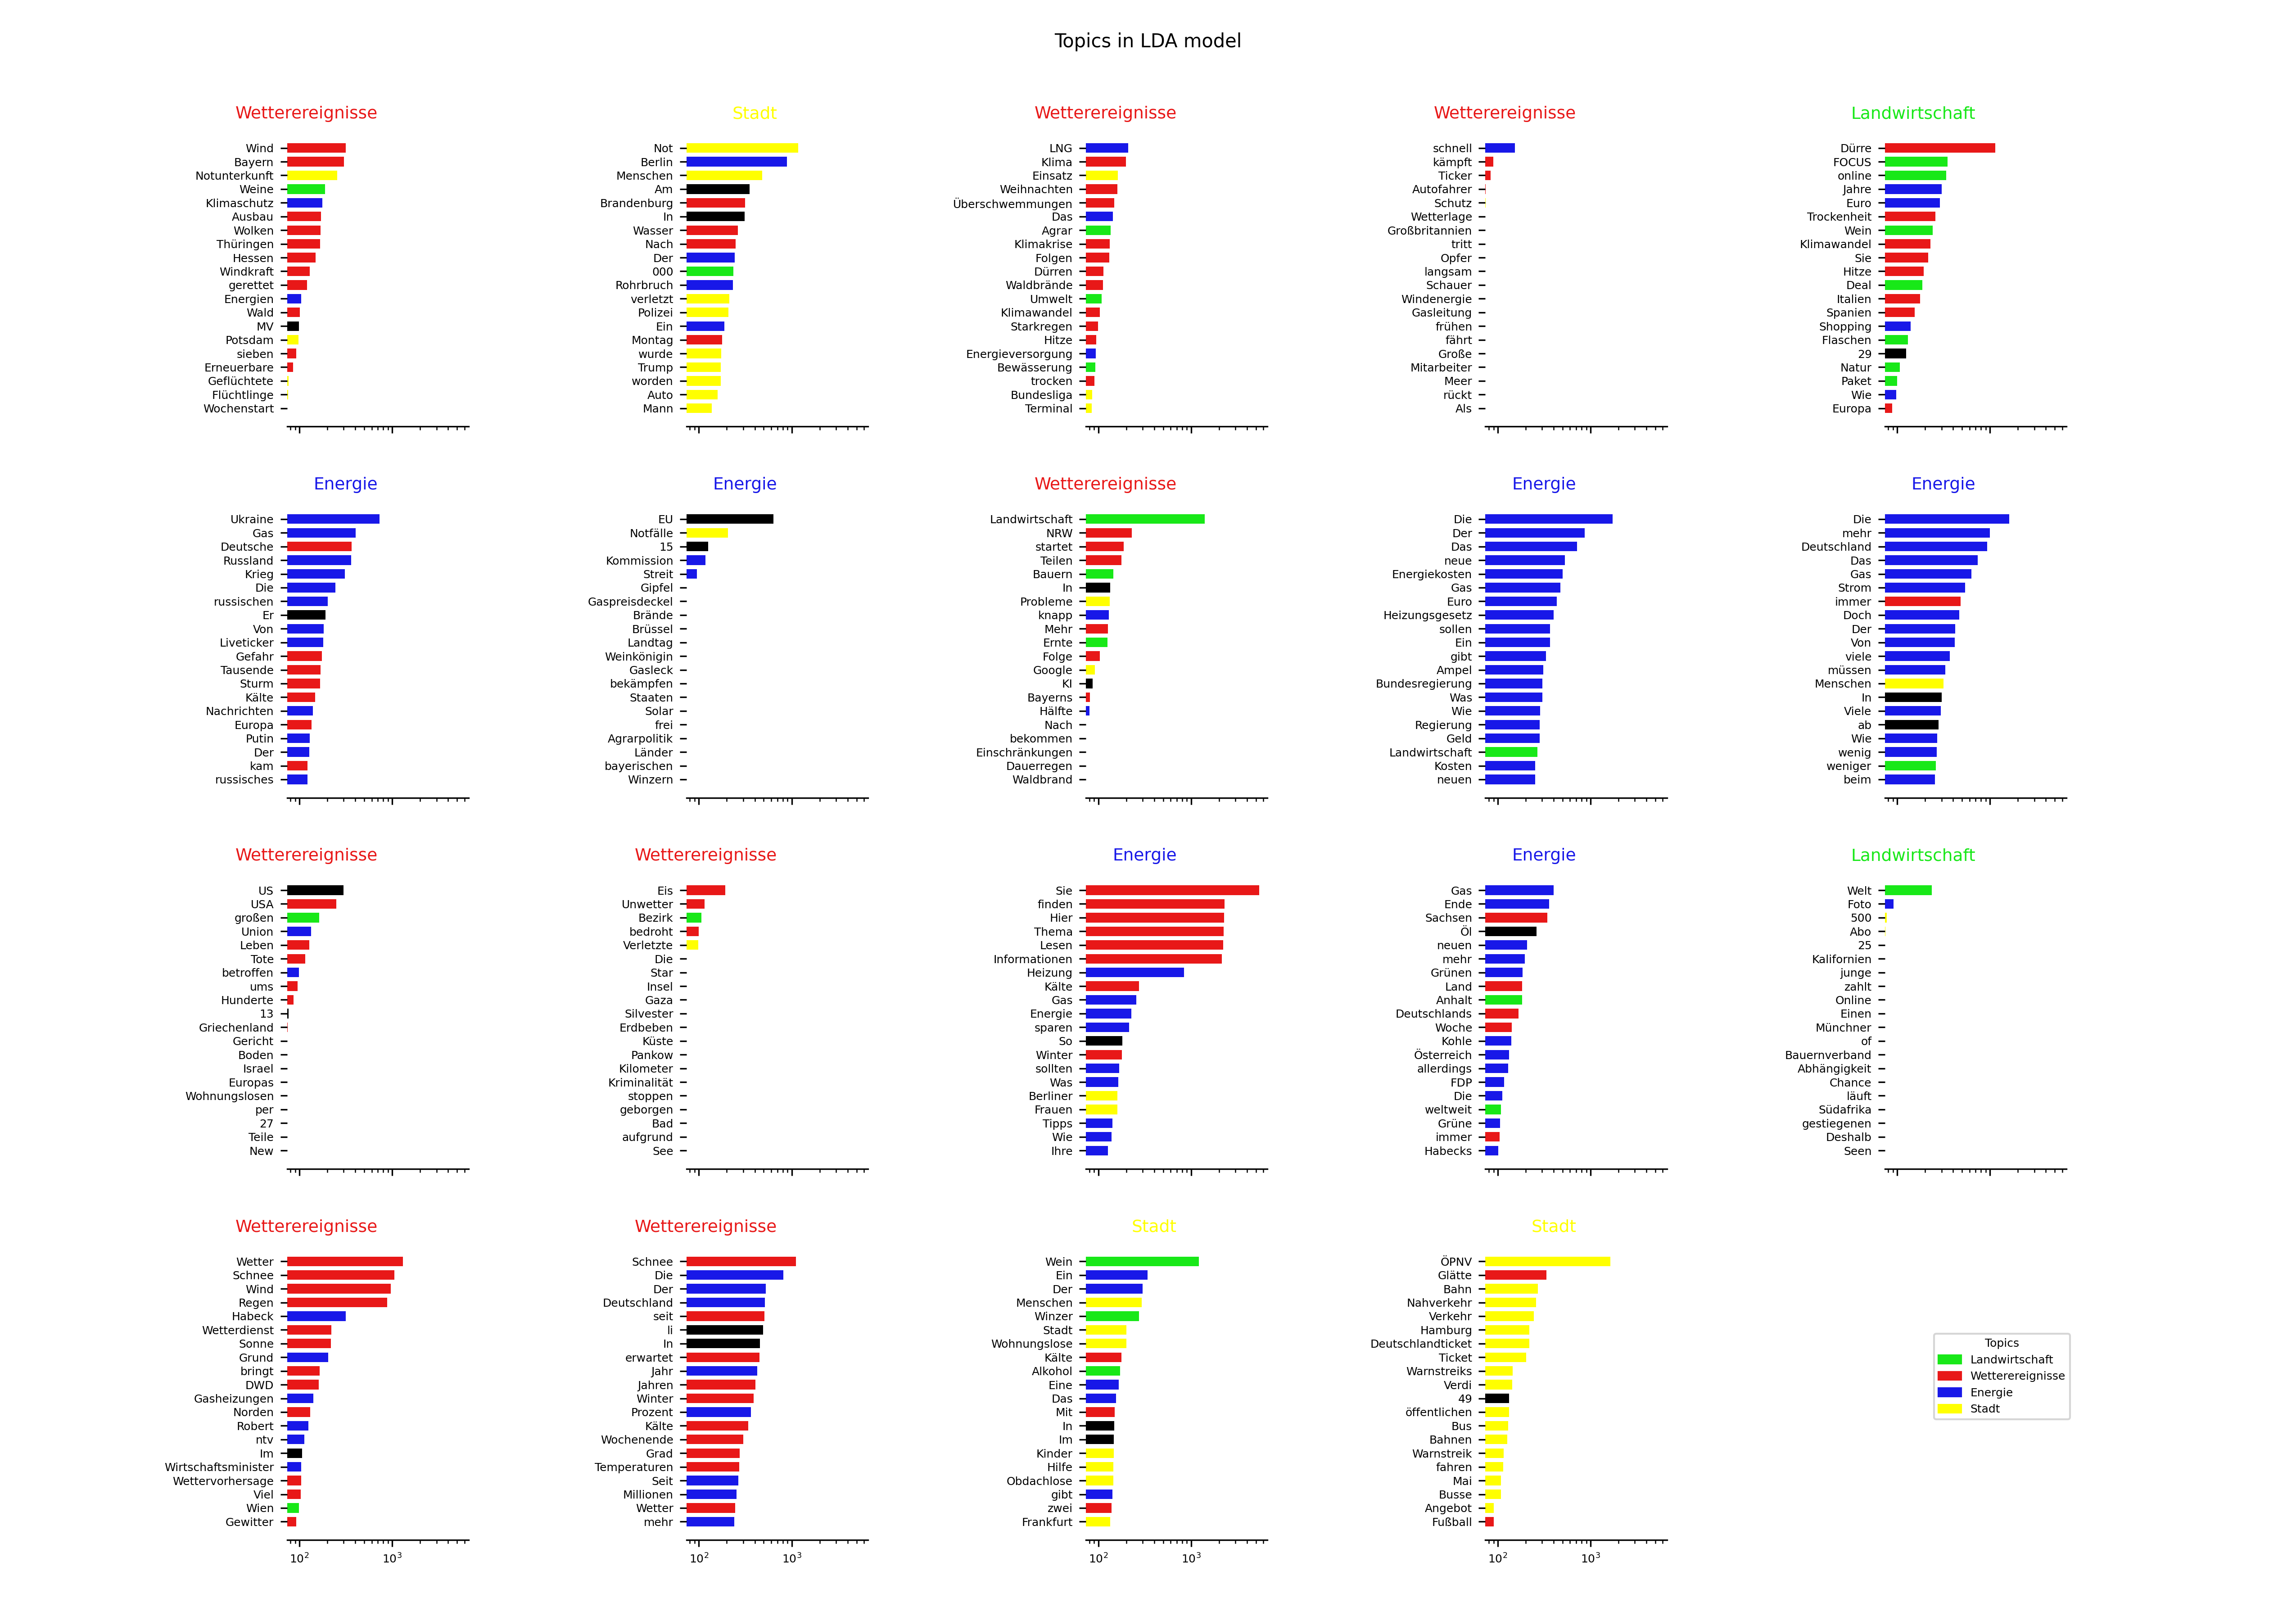 Topics in LDA model
Wetterereignisse
Wind
Bayern
Notunterkunft
Weine
Klimaschutz
Ausbau
Wolken
Thüringen
Hessen
Windkraft
gerettet
Energien
Wald
MV
Potsdam
sieben
Erneuerbare
Geflüchtete
Flüchtlinge
Wochenstart
Stadt
Not
Berlin
Menschen
Am
Brandenburg
In
Wasser
Nach
Der
000
Rohrbruch
verletzt
Polizei
Ein
Montag
wurde
Trump
worden
Auto
Mann
Wetterereignisse
LNG
Klima
Einsatz
Weihnachten
Überschwemmungen
Das
Agrar
Klimakrise
Folgen
Dürren
Waldbrände
Umwelt
Klimawandel
Starkregen
Hitze
Energieversorgung
Bewässerung
trocken
Bundesliga
Terminal
Wetterereignisse
schnell
kämpft
Ticker
Autofahrer
Schutz
Wetterlage
Großbritannien
tritt
Opfer
langsam
Schauer
Windenergie
Gasleitung
frühen
fährt
Große
Mitarbeiter
Meer
rückt
Als
Landwirtschaft
Dürre
FOCUS
online
Jahre
Euro
Trockenheit
Wein
Klimawandel
Sie
Hitze
Deal
Italien
Spanien
Shopping
Flaschen
29
Natur
Paket
Wie
Europa
Energie
Ukraine
Gas
Deutsche
Russland
Krieg
Die
russischen
Er
Von
Liveticker
Gefahr
Tausende
Sturm
Kälte
Nachrichten
Europa
Putin
Der
kam
russisches
Energie
EU
Notfälle
15
Kommission
Streit
Gipfel
Gaspreisdeckel
Brände
Brüssel
Landtag
Weinkönigin
Gasleck
bekämpfen
Staaten
Solar
frei
Agrarpolitik
Länder
bayerischen
Winzern
Wetterereignisse
Landwirtschaft
NRW
startet
Teilen
Bauern
In
Probleme
knapp
Mehr
Ernte
Folge
Google
KI
Bayerns
Hälfte
Nach
bekommen
Einschränkungen
Dauerregen
Waldbrand
Energie
Die
Der
Das
neue
Energiekosten
Gas
Euro
Heizungsgesetz
sollen
Ein
gibt
Ampel
Bundesregierung
Was
Wie
Regierung
Geld
Landwirtschaft
Kosten
neuen
Energie
Die
mehr
Deutschland
Das
Gas
Strom
immer
Doch
Der
Von
viele
müssen
Menschen
In
Viele
ab
Wie
wenig
weniger
beim
Wetterereignisse
US
USA
großen
Union
Leben
Tote
betroffen
ums
Hunderte
13
Griechenland
Gericht
Boden
Israel
Europas
Wohnungslosen
per
27
Teile
New
Wetterereignisse
Eis
Unwetter
Bezirk
bedroht
Verletzte
Die
Star
Insel
Gaza
Silvester
Erdbeben
Küste
Pankow
Kilometer
Kriminalität
stoppen
geborgen
Bad
aufgrund
See
Energie
Sie
finden
Hier
Thema
Lesen
Informationen
Heizung
Kälte
Gas
Energie
sparen
So
Winter
sollten
Was
Berliner
Frauen
Tipps
Wie
Ihre
Energie
Gas
Ende
Sachsen
Öl
neuen
mehr
Grünen
Land
Anhalt
Deutschlands
Woche
Kohle
Österreich
allerdings
FDP
Die
weltweit
Grüne
immer
Habecks
Landwirtschaft
Welt
Foto
500
Abo
25
Kalifornien
junge
zahlt
Online
Einen
Münchner
of
Bauernverband
Abhängigkeit
Chance
läuft
Südafrika
gestiegenen
Deshalb
Seen
Wetterereignisse
Wetter
Schnee
Wind
Regen
Habeck
Wetterdienst
Sonne
Grund
bringt
DWD
Gasheizungen
Norden
Robert
ntv
Im
Wirtschaftsminister
Wettervorhersage
Viel
Wien
Gewitter
10² 10³
Wetterereignisse
Schnee
Die
Der
Deutschland
seit
li
In
erwartet
Jahr
Jahren
Winter
Prozent
Kälte
Wochenende
Grad
Temperaturen
Seit
Millionen
Wetter
mehr
10² 10³
Stadt
Wein
Ein
Der
Menschen
Winzer
Stadt
Wohnungslose
Kälte
Alkohol
Eine
Das
Mit
In
Im
Kinder
Hilfe
Obdachlose
gibt
zwei
Frankfurt
10² 10³
Stadt
ÖPNV
Glätte
Bahn
Nahverkehr
Verkehr
Hamburg
Deutschlandticket
Ticket
Warnstreiks
Verdi
49
öffentlichen
Bus
Bahnen
Warnstreik
fahren
Mai
Busse
Angebot
Fußball
10² 10³
Topics
Landwirtschaft
Wetterereignisse
Energie
Stadt